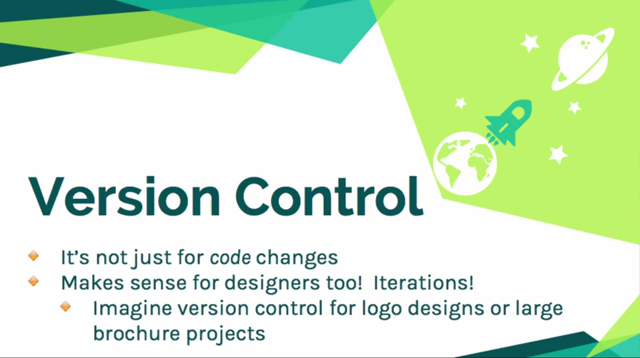 Version Control
It's not just for code changes
Makes sense for designers too!  Iterations!
Imagine version control for logo designs or large
brochure projects